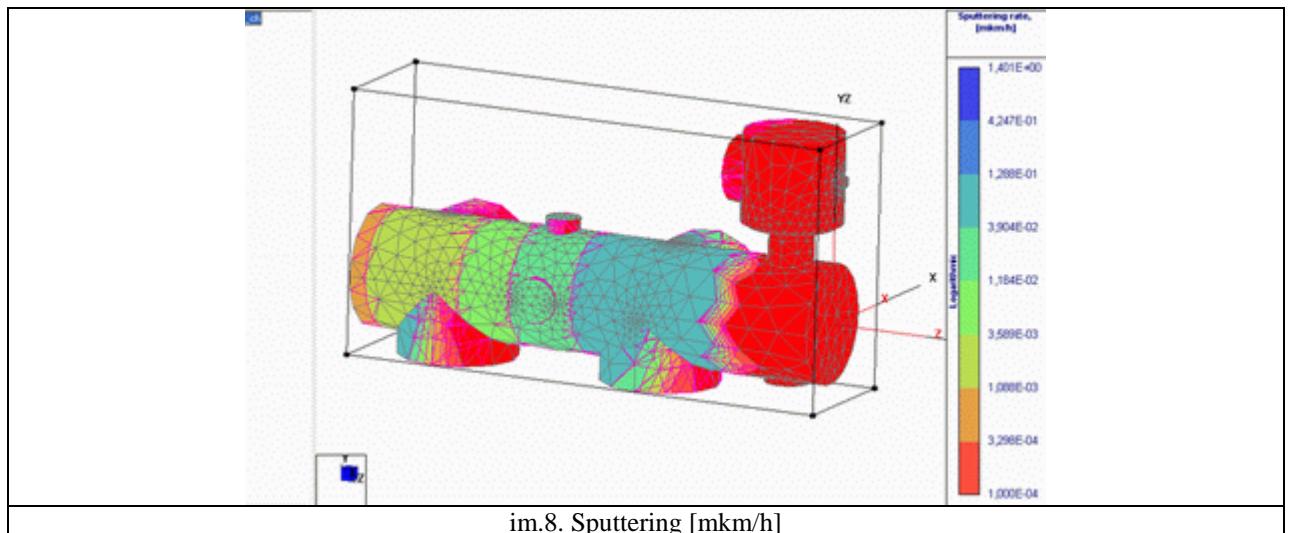 Sputtering rate,
[mkm/h]
YZ
1,401E+00
4,247E-01
1,288E-01
3,904E-02
1,184E-02
3,589E-03
1,088E-03
3,298E-04
1,000E-04
Logarithmic
X
X
Z
Y
Z
im.8. Sputtering [mkm/h]